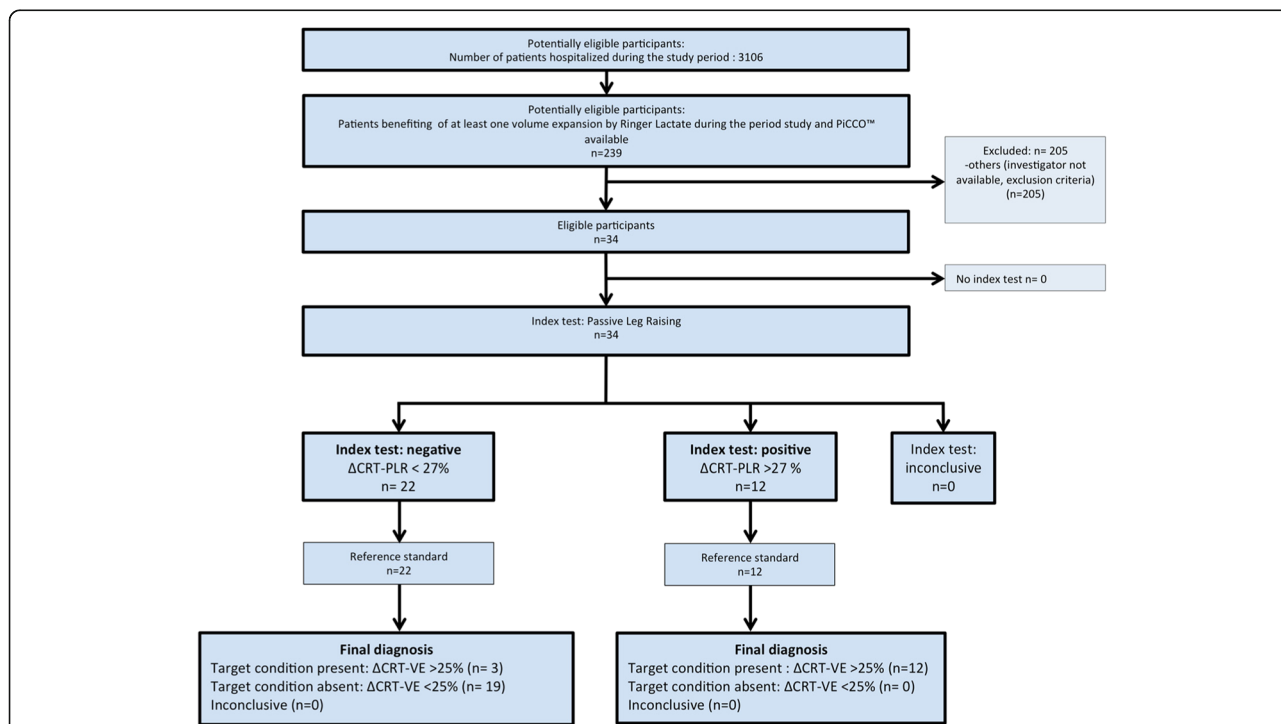 Potentially eligible participants:
Number of patients hospitalized during the study period : 3106
Potentially eligible participants:
Patients benefiting of at least one volume expansion by Ringer Lactate during the period study and PiCCO™
available
n=239
Excluded: n= 205
-others (investigator not
available, exclusion criteria)
(n=205)
Eligible participants
n=34
No index test n= 0
Index test: Passive Leg Raising
n=34
Index test: negative
ΔCRT-PLR < 27%
n= 22
Index test: positive
ΔCRT-PLR >27 %
n=12
Index test:
inconclusive
n=0
Reference standard
n=22
Reference standard
n=12
Final diagnosis
Target condition present: ΔCRT-VE >25% (n= 3)
Target condition absent: ΔCRT-VE <25% (n= 19)
Inconclusive (n=0)
Final diagnosis
Target condition present : ΔCRT-VE >25% (n=12)
Target condition absent: ΔCRT-VE <25% (n= 0)
Inconclusive (n=0)